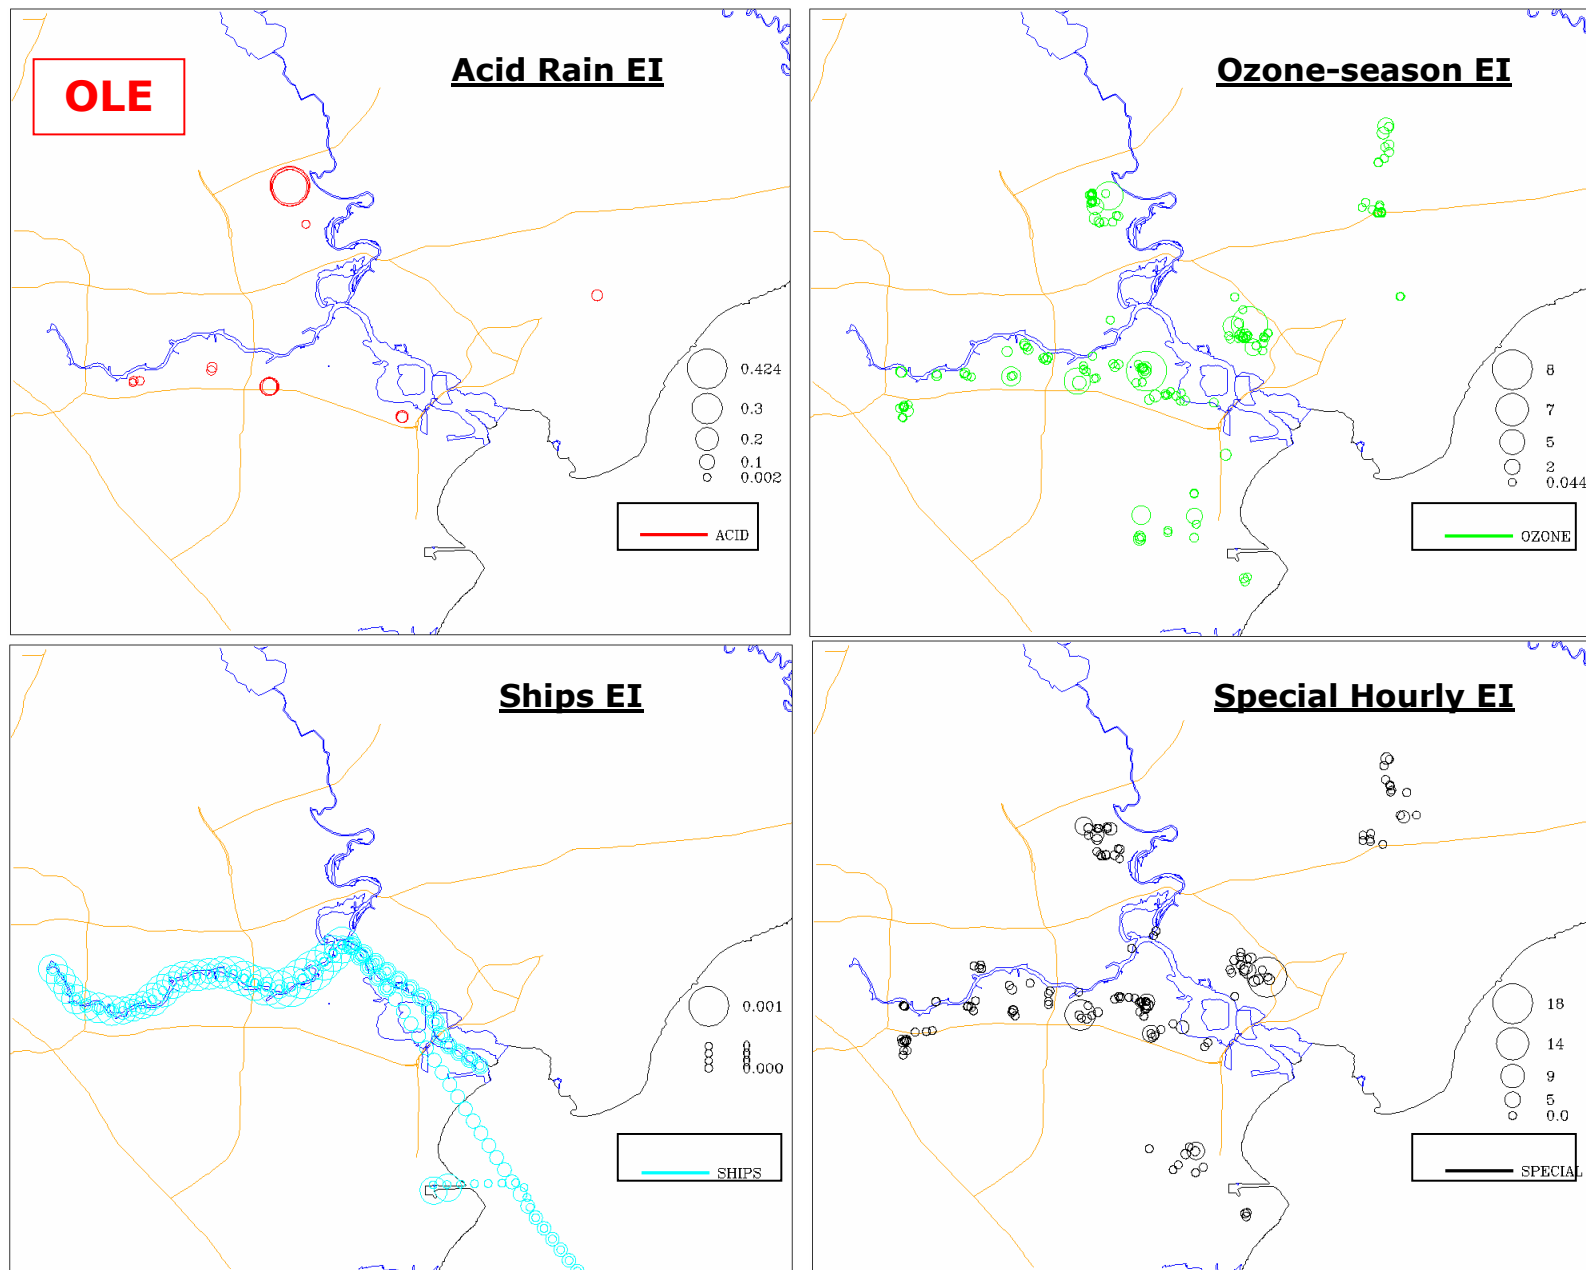 OLE
Acid Rain EI
0.424
0.3
0.2
0.1
0.002
ACID
Ozone-season EI
8
7
5
2
0.044
OZONE
Ships EI
0.001
0.000
SHIPS
Special Hourly EI
18
14
9
5
0.0
SPECIAL